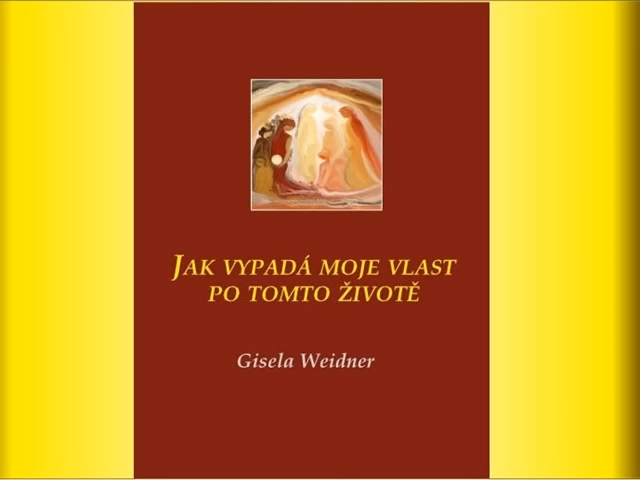 JAK VYPADÁ MOJE VLAST
PO TOMTO ŽIVOTĚ
Gisela Weidner